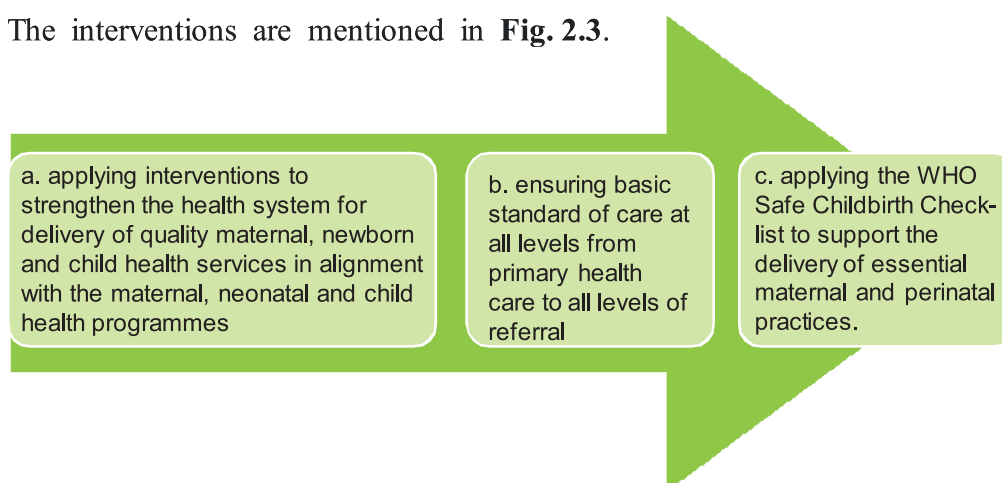 The interventions are mentioned in Fig. 2.3.
a. applying interventions to
strengthen the health system for
delivery of quality maternal, newborn
and child health services in alignment
with the maternal, neonatal and child
health programmes
b. ensuring basic
standard of care at
all levels from
primary health
care to all levels of
referral
c. applying the WHO
Safe Childbirth Check-
list to support the
delivery of essential
maternal and perinatal
practices.